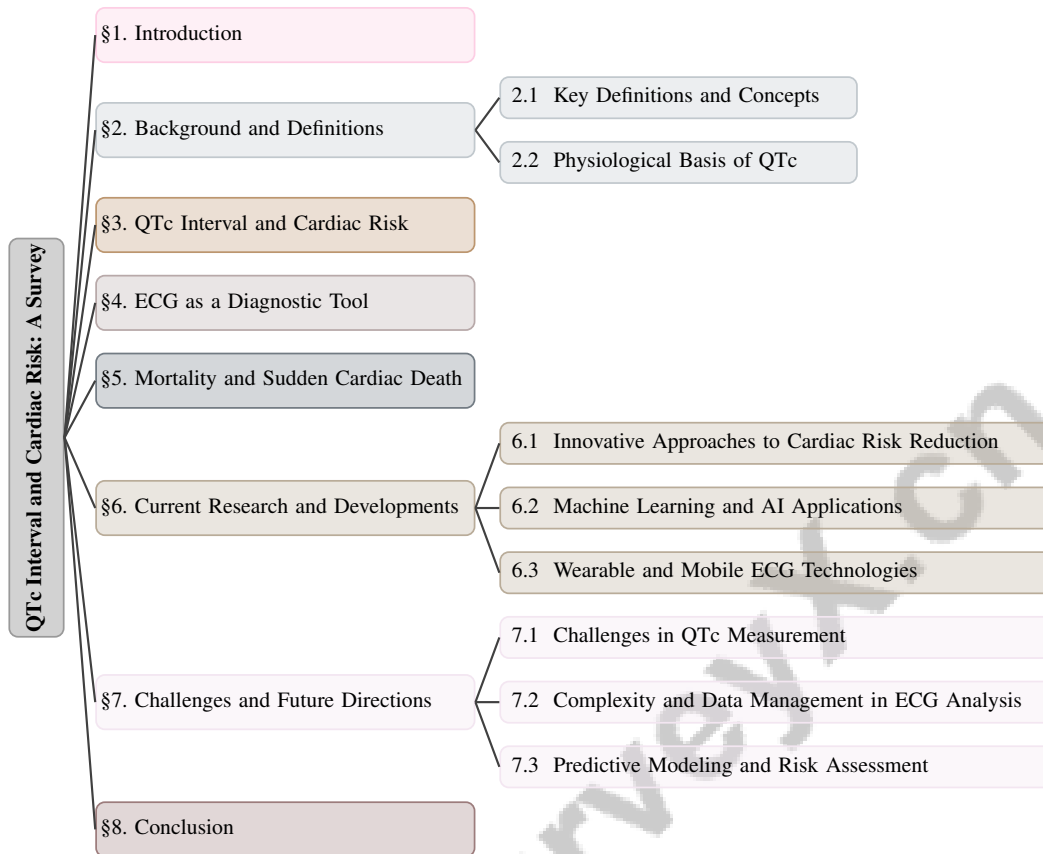 QTc Interval and Cardiac Risk: A Survey
§1. Introduction
§2. Background and Definitions
2.1 Key Definitions and Concepts
2.2 Physiological Basis of QTc
§3. QTc Interval and Cardiac Risk
§4. ECG as a Diagnostic Tool
§5. Mortality and Sudden Cardiac Death
§6. Current Research and Developments
6.1 Innovative Approaches to Cardiac Risk Reduction
6.2 Machine Learning and AI Applications
6.3 Wearable and Mobile ECG Technologies
§7. Challenges and Future Directions
7.1 Challenges in QTc Measurement
7.2 Complexity and Data Management in ECG Analysis
7.3 Predictive Modeling and Risk Assessment
§8. Conclusion
rveyX.cn